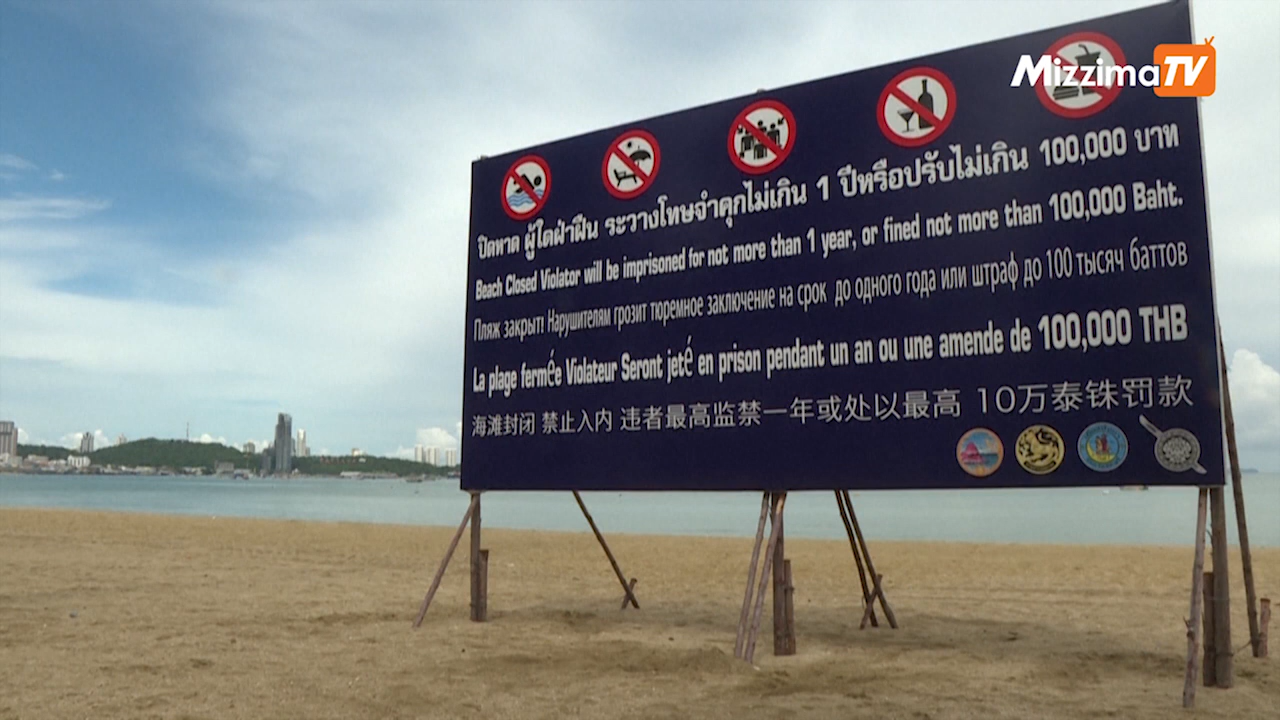 Mizzima TV
ปิดหาด ผู้ใดฝ่าฝืน ระวางโทษจำคุกไม่เกิน 1 ปีหรือปรับไม่เกิน 100,000 บาท
Beach Closed Violator will be imprisoned for not more than 1 year, or fined not more than 100,000 Baht.
Пляж закрыт! Нарушителям грозит тюремное заключение на срок до одного года или штраф до 100 тысяч баттов
La plage fermée Violateur Seront jeté en prison pendant un an ou une amende de 100,000 THB
海滩封闭 禁止入内 违者最高监禁一年或处以最高 10万泰铢罚款